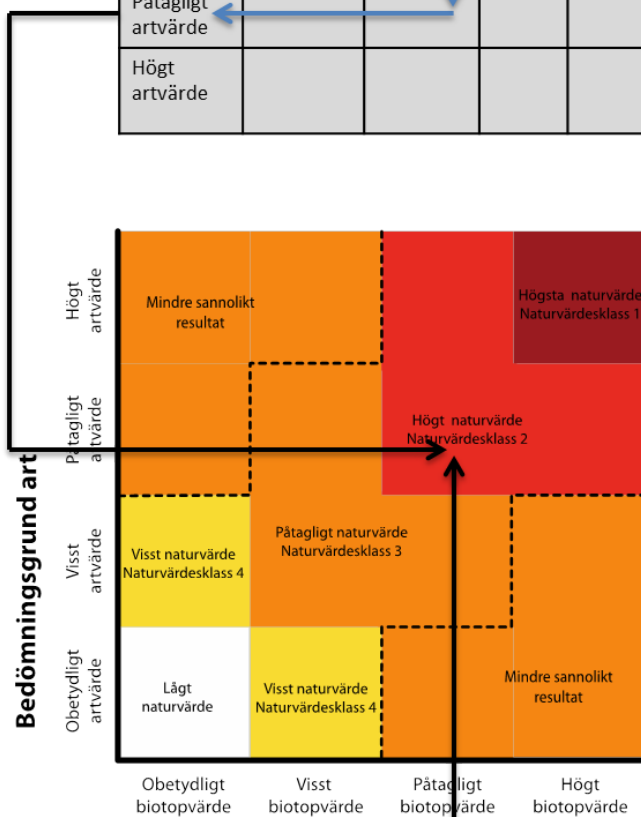 Påtagligt
artvärde
Högt
artvärde
Högt
artvärde
Mindre sannolikt
resultat
Högsta naturvärde
Naturvärdesklass 1
Påtagligt
artvärde
Högt naturvärde
Naturvärdesklass 2
Bedömningsgrund art
Visst
artvärde
Visst naturvärde
Naturvärdesklass 4
Påtagligt naturvärde
Naturvärdesklass 3
Obetydligt
artvärde
Lågt
naturvärde
Visst naturvärde
Naturvärdesklass 4
Mindre sannolikt
resultat
Obetydligt
biotopvärde
Visst
biotopvärde
Påtagligt
biotopvärde
Högt
biotopvärde